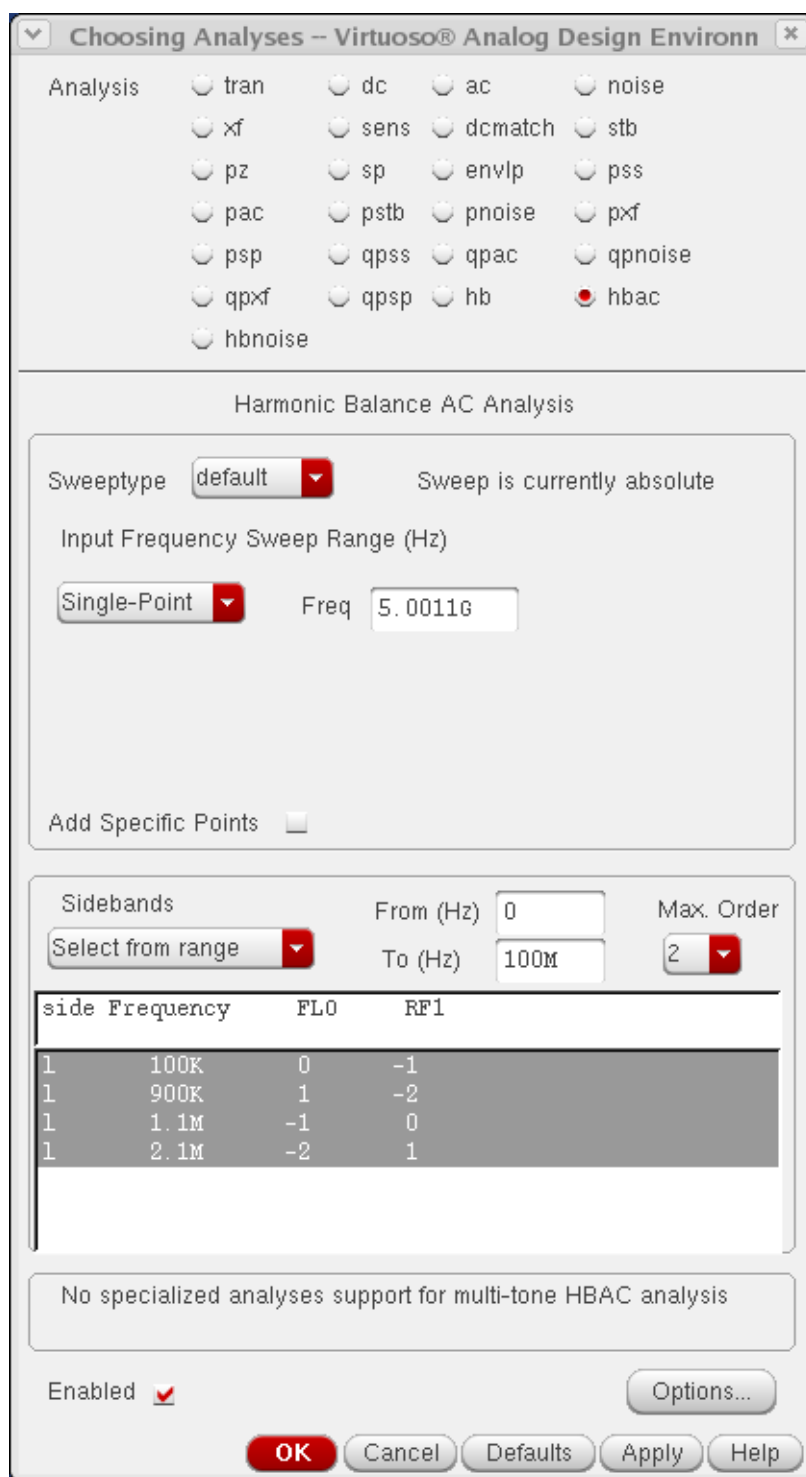 Choosing Analyses -- Virtuoso® Analog Design Environn
Analysis tran dc ac noise
xf sens dcmatch stb
pz sp envlp pss
pac pstb pnoise pxf
psp qpss qpac qpnoise
qpxf qpsp hb hbac
hbnoise
Harmonic Balance AC Analysis
Sweeptype default Sweep is currently absolute
Input Frequency Sweep Range (Hz)
Single-Point Freq 5.0011G
Add Specific Points
Sidebands From (Hz) 0 Max. Order
Select from range To (Hz) 100M 2
side Frequency FLO RF1
l 100K 0 -1
l 900K 1 -2
l 1.1M -1 0
l 2.1M -2 1
No specialized analyses support for multi-tone HBAC analysis
Enabled Options...
OK Cancel Defaults Apply Help